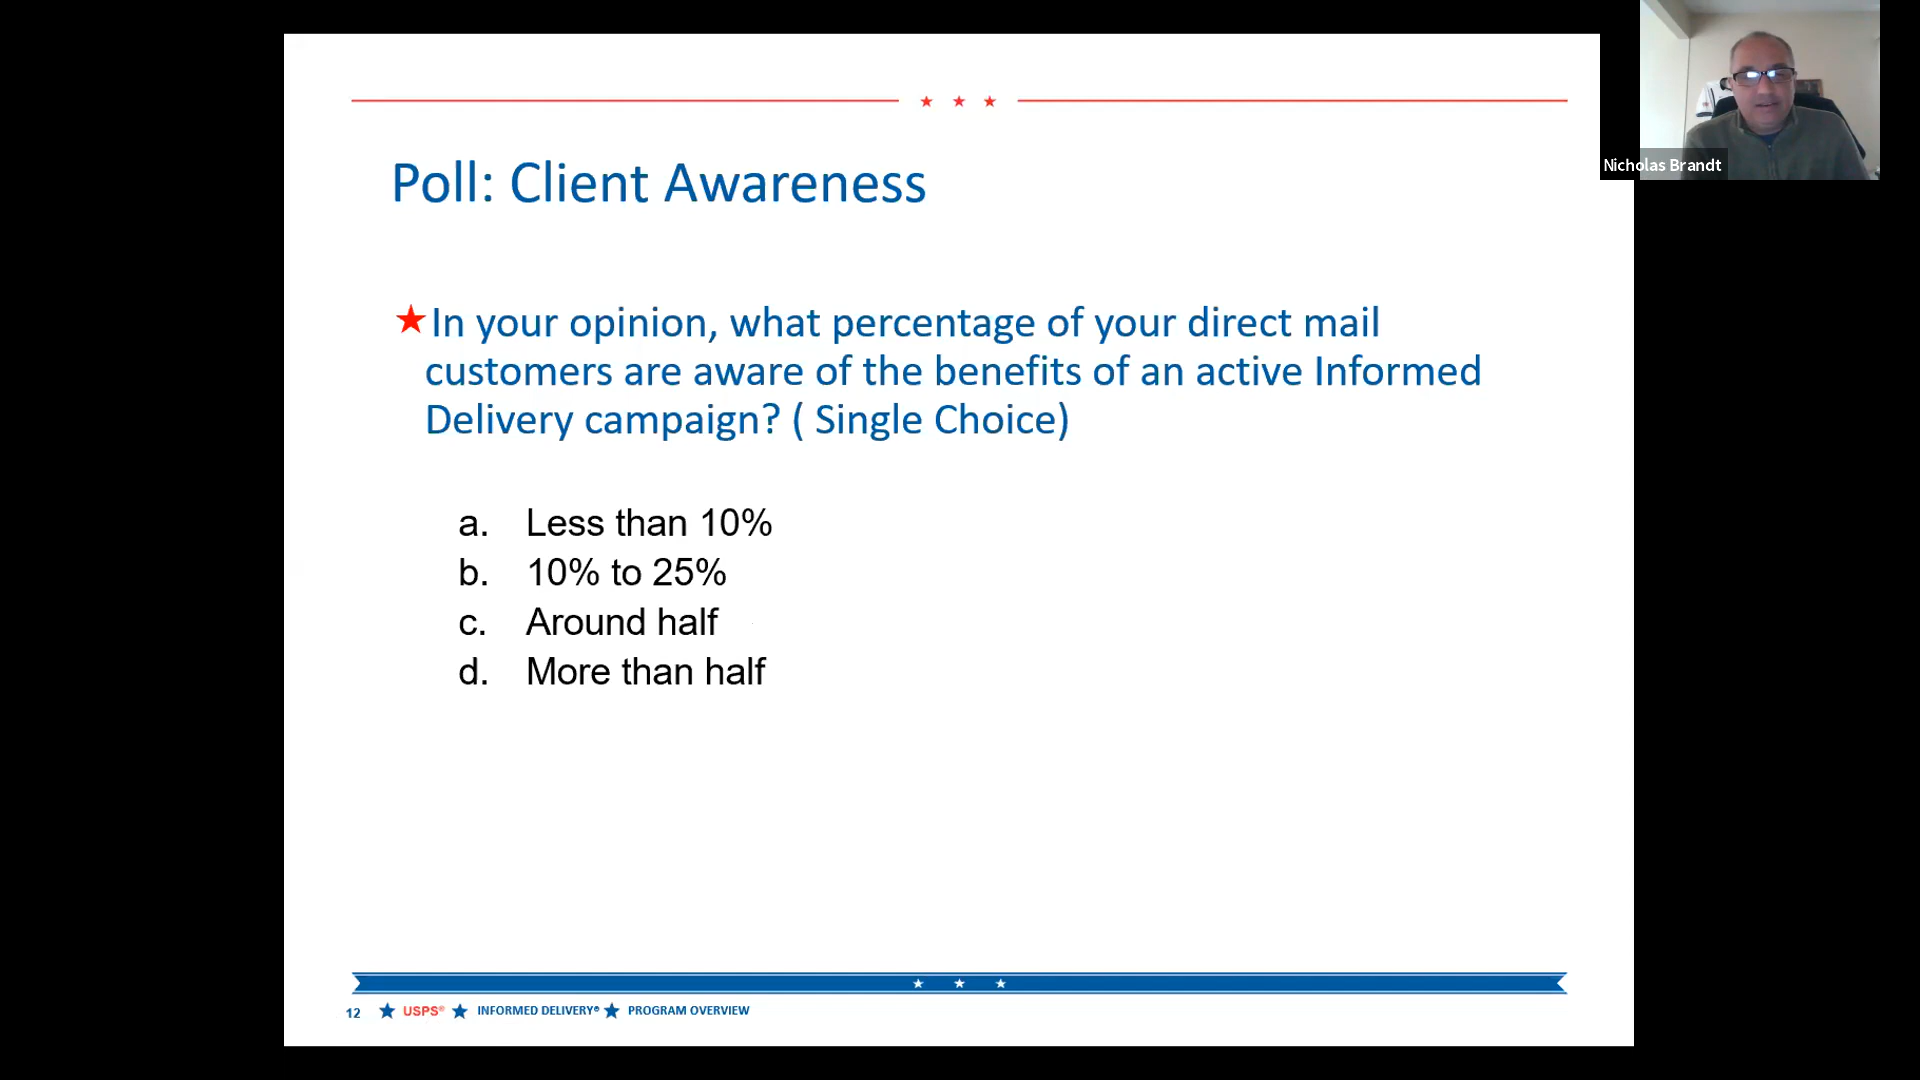 Nicholas Brandt
Poll: Client Awareness
★In your opinion, what percentage of your direct mail
customers are aware of the benefits of an active Informed
Delivery campaign? ( Single Choice)
a. Less than 10%
b. 10% to 25%
c. Around half
d. More than half
12 ★ USPS® ★ INFORMED DELIVERY® ★ PROGRAM OVERVIEW